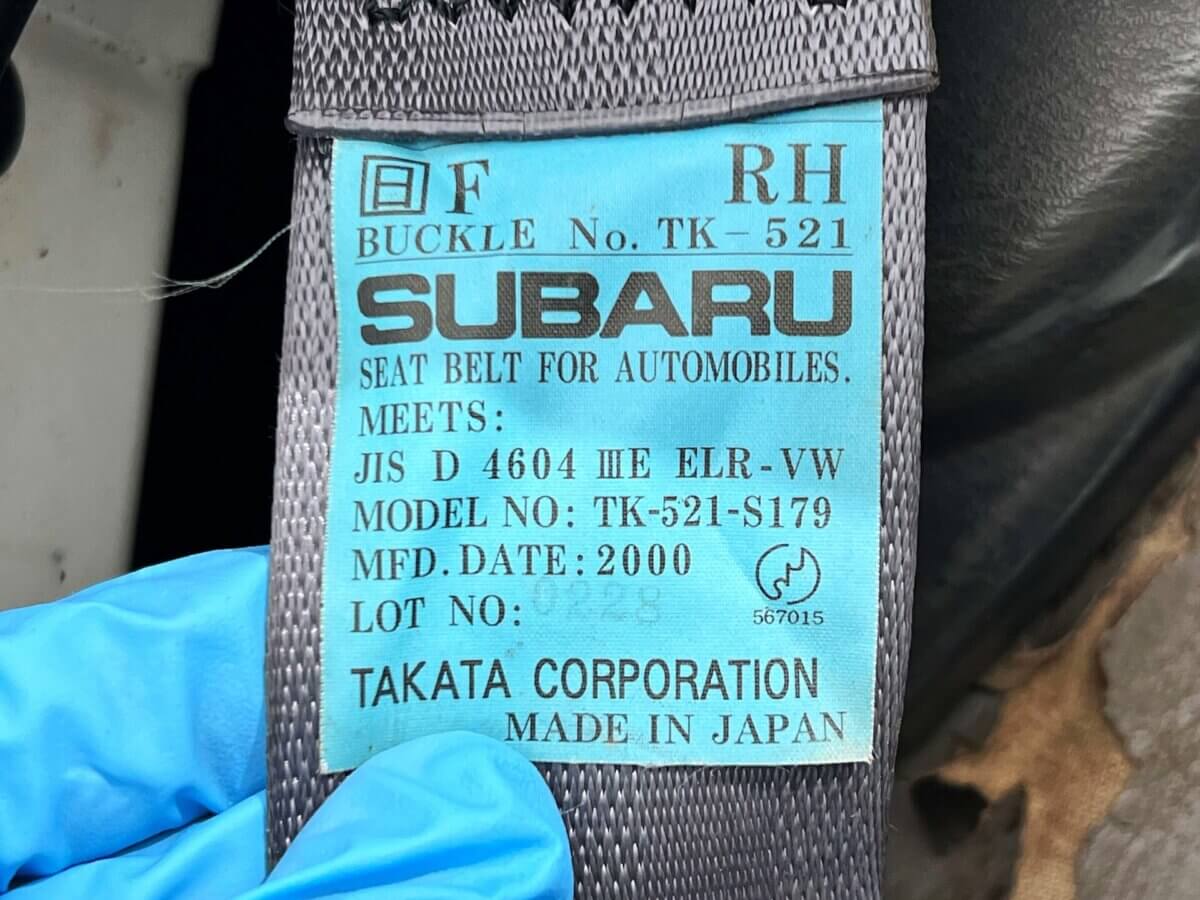 日 F RH
BUCKLE No. TK-521
SUBARU
SEAT BELT FOR AUTOMOBILES.
MEETS:
JIS D 4604 ⅢE ELR-VW
MODEL NO: TK-521-S179
MFD. DATE: 2000
567015
LOT NO: 0228
TAKATA CORPORATION
MADE IN JAPAN